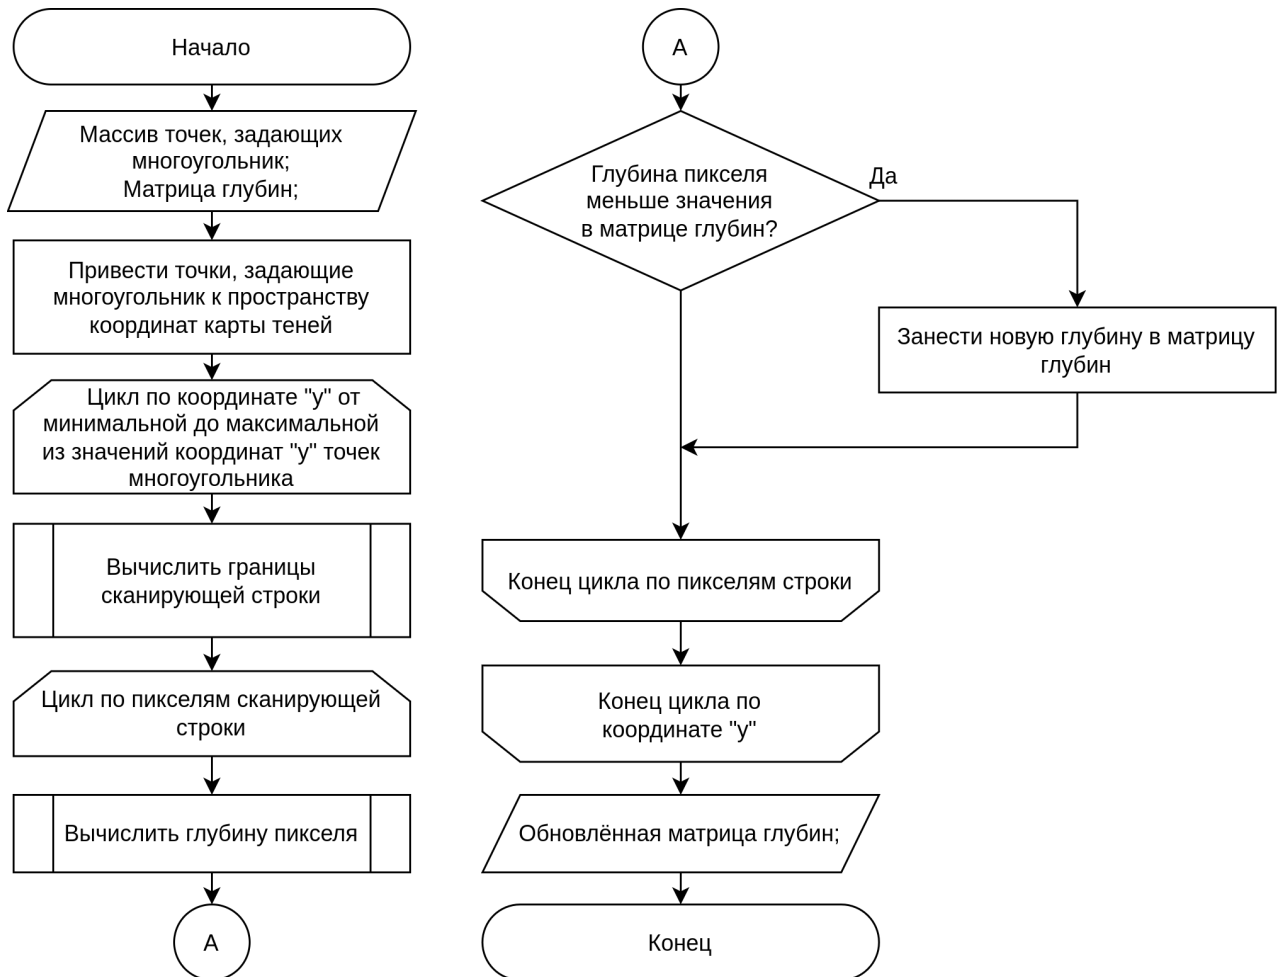 Начало
Массив точек, задающих
многоугольник;
Матрица глубин;
Привести точки, задающие
многоугольник к пространству
координат карты теней
Цикл по координате "y" от
минимальной до максимальной
из значений координат "y" точек
многоугольника
Вычислить границы
сканирующей строки
Цикл по пикселям сканирующей
строки
Вычислить глубину пикселя
А
А
Глубина пикселя
меньше значения
в матрице глубин?
Да
Занести новую глубину в матрицу
глубин
Конец цикла по пикселям строки
Конец цикла по
координате "y"
Обновлённая матрица глубин;
Конец